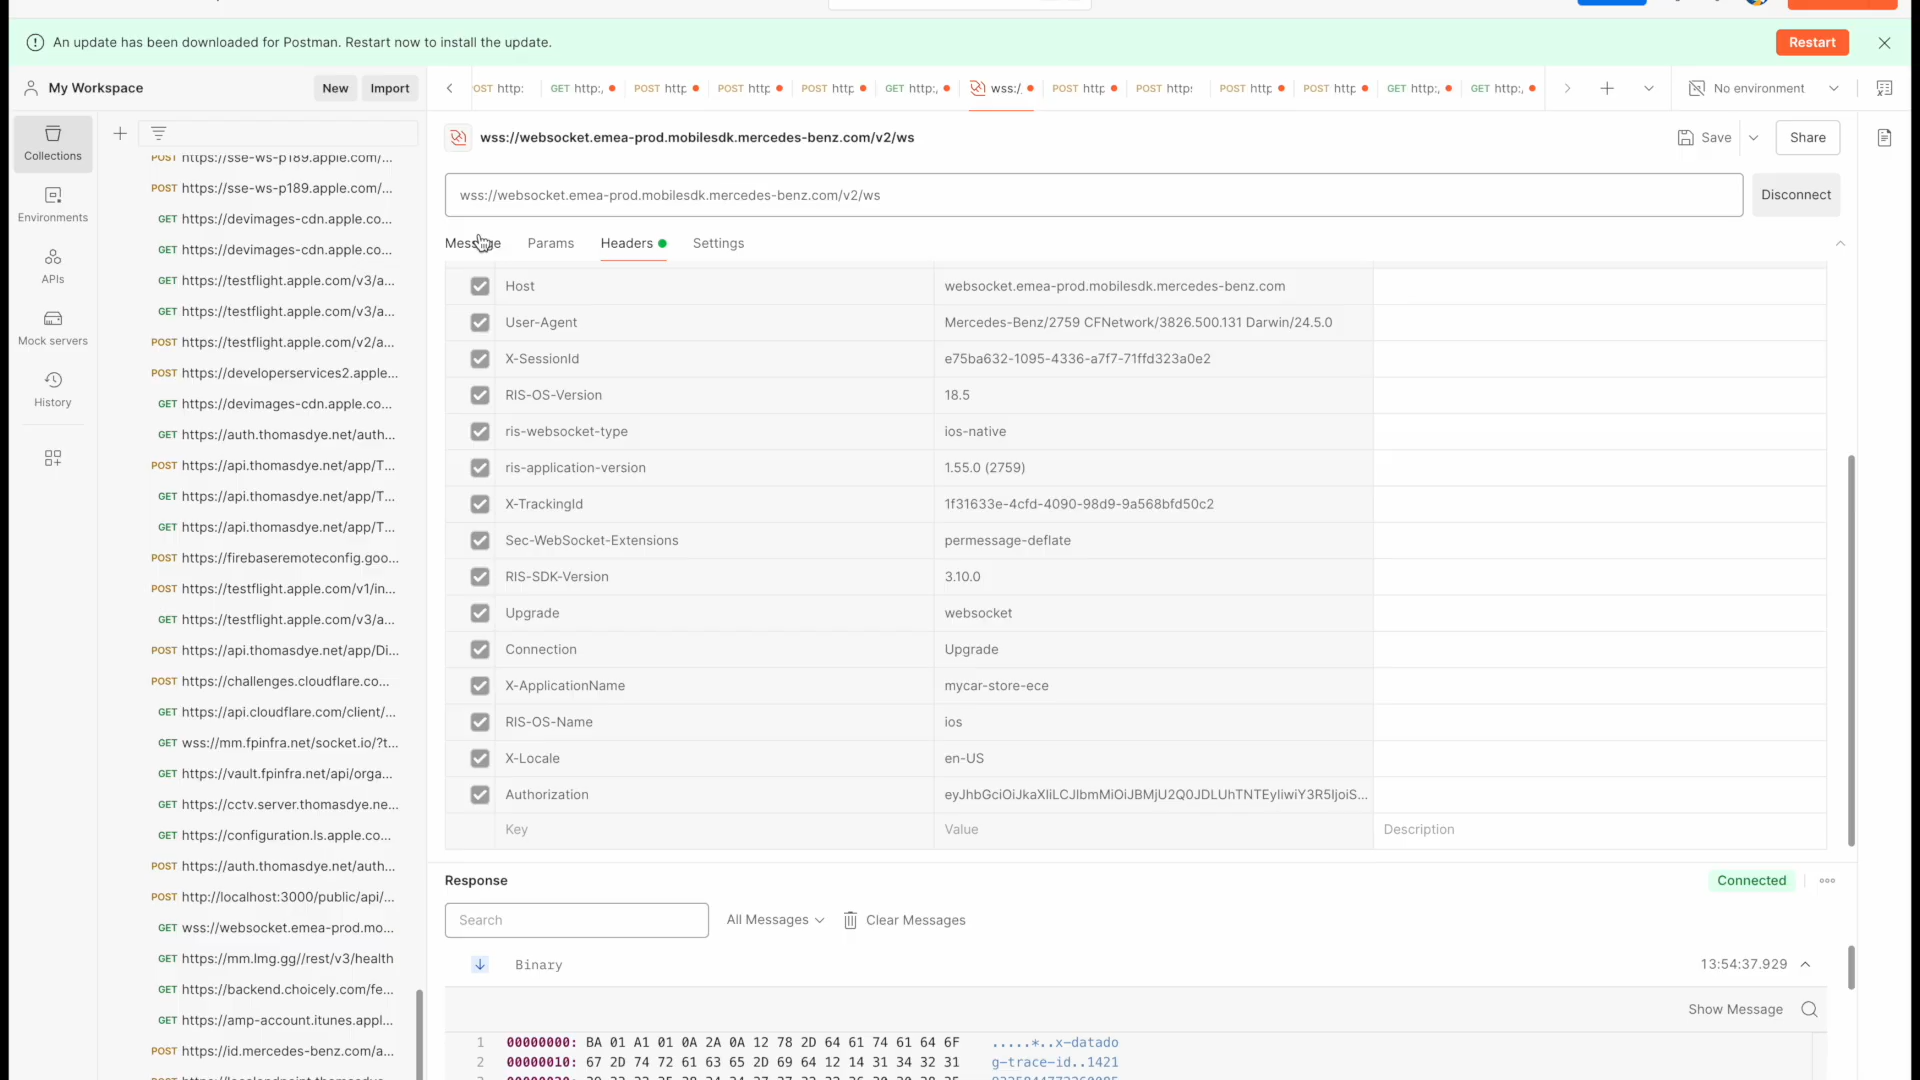 An update has been downloaded for Postman. Restart now to install the update.
Restart
My Workspace
New
Import
OST http:
GET http:,
POST http
POST http
POST http
GET http:,
wss:/
POST http
POST https
POST http
POST http
GET http:,
GET http:,
No environment
Collections
Environments
APIs
Mock servers
History
POST https://sse-ws-p189.apple.com/...
POST https://sse-ws-p189.apple.com/...
GET https://devimages-cdn.apple.co...
GET https://devimages-cdn.apple.co...
GET https://testflight.apple.com/v3/a...
GET https://testflight.apple.com/v3/a...
POST https://testflight.apple.com/v2/a...
POST https://developerservices2.apple...
GET https://devimages-cdn.apple.co...
GET https://auth.thomasdye.net/auth...
POST https://api.thomasdye.net/app/T...
GET https://api.thomasdye.net/app/T...
GET https://api.thomasdye.net/app/T...
POST https://firebaseremoteconfig.goo...
POST https://testflight.apple.com/v1/in...
GET https://testflight.apple.com/v3/a...
POST https://api.thomasdye.net/app/Di...
POST https://challenges.cloudflare.co...
GET https://api.cloudflare.com/client/...
GET wss://mm.fpinfra.net/socket.io/?t...
GET https://vault.fpinfra.net/api/orga...
GET https://cctv.server.thomasdye.ne...
GET https://configuration.ls.apple.co...
POST https://auth.thomasdye.net/auth...
POST http://localhost:3000/public/api/...
GET wss://websocket.emea-prod.mo...
GET https://mm.lmg.gg//rest/v3/health
GET https://backend.choicely.com/fe...
GET https://amp-account.itunes.appl...
POST https://id.mercedes-benz.com/a...
wss://websocket.emea-prod.mobilesdk.mercedes-benz.com/v2/ws
Save
Share
wss://websocket.emea-prod.mobilesdk.mercedes-benz.com/v2/ws
Disconnect
Message
Params
Headers
Settings
Host websocket.emea-prod.mobilesdk.mercedes-benz.com
User-Agent Mercedes-Benz/2759 CFNetwork/3826.500.131 Darwin/24.5.0
X-SessionId e75ba632-1095-4336-a7f7-71ffd323a0e2
RIS-OS-Version 18.5
ris-websocket-type ios-native
ris-application-version 1.55.0 (2759)
X-TrackingId 1f31633e-4cfd-4090-98d9-9a568bfd50c2
Sec-WebSocket-Extensions permessage-deflate
RIS-SDK-Version 3.10.0
Upgrade websocket
Connection Upgrade
X-ApplicationName mycar-store-ece
RIS-OS-Name ios
X-Locale en-US
Authorization
Key Value Description
Response
Connected
Search
All Messages
Clear Messages
Binary
13:54:37.929
Show Message
1 00000000: BA 01 A1 01 0A 2A 0A 12 78 2D 64 61 74 61 64 6F .....*..x-datado
2 00000010: 67 2D 74 72 61 63 65 2D 69 64 12 14 31 34 32 31 g-trace-id..1421